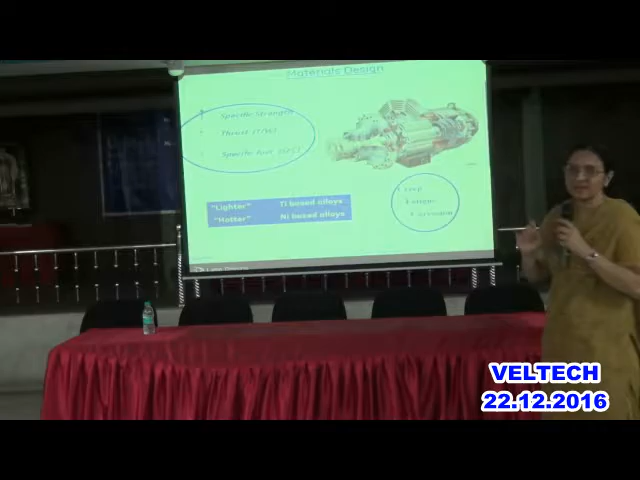 Materials Design
Specific Strength
Thrust (T/W)
Specific Fuel (SFC)
"Lighter" Ti based alloys
"Hotter" Ni based alloys
Creep
Fatigue
Corrosion
VELTECH
22.12.2016